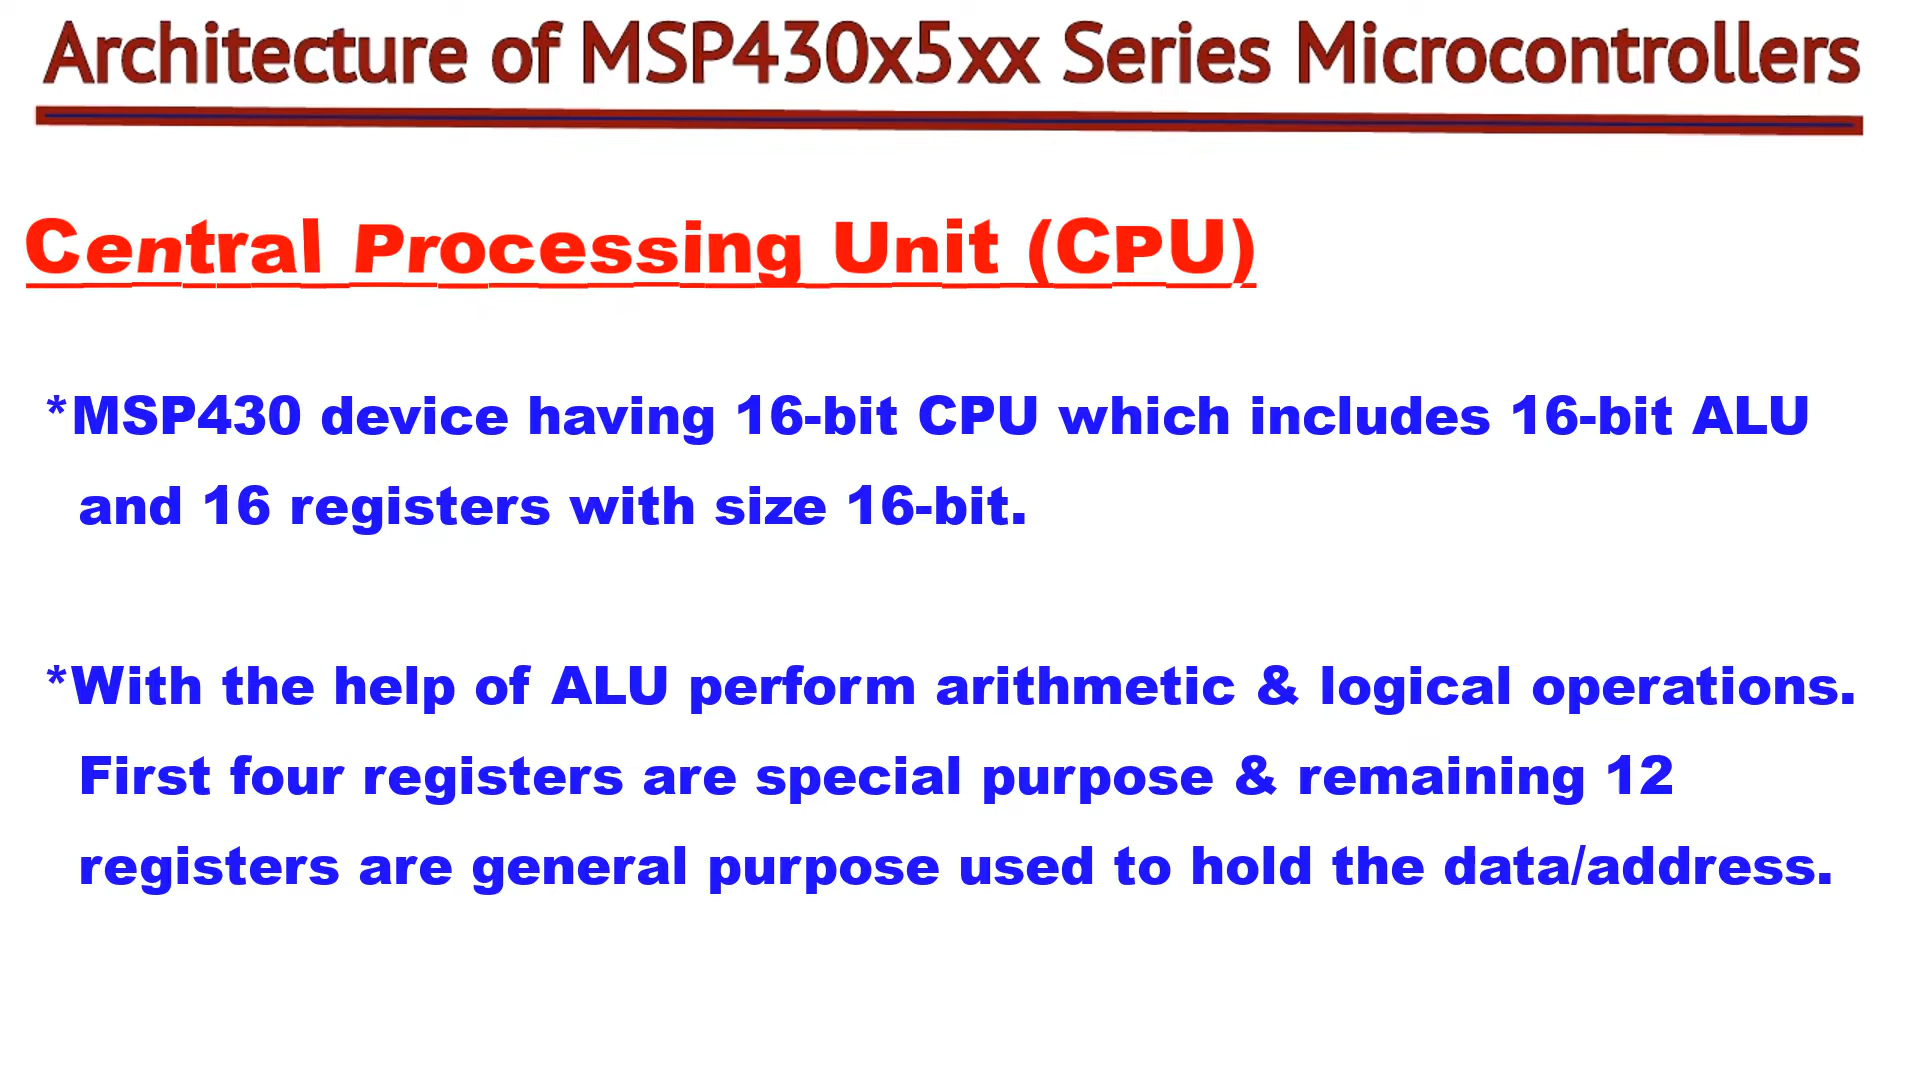 Architecture of MSP430x5xx Series Microcontrollers
Central Processing Unit (CPU)
*MSP430 device having 16-bit CPU which includes 16-bit ALU
and 16 registers with size 16-bit.
*With the help of ALU perform arithmetic & logical operations.
First four registers are special purpose & remaining 12
registers are general purpose used to hold the data/address.